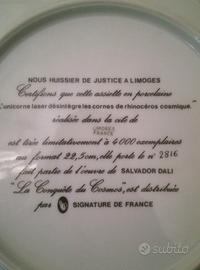 NOUS HUISSIER DE JUSTICE A LIMOGES
Certifions que cette assiette en porcelaine
"L'unicorne laser désintègre les cornes de rhinocéros cosmique"
réalisée dans la cité de
LIMOGES
FRANCE
est tirée limitativement à 4000 exemplaires
au format 22,5cm, elle porte le n° 2816
fait partie de l'oeuvre de SALVADOR DALI
"La Conquête du Cosmos", est distribuée
par SIGNATURE DE FRANCE
subito